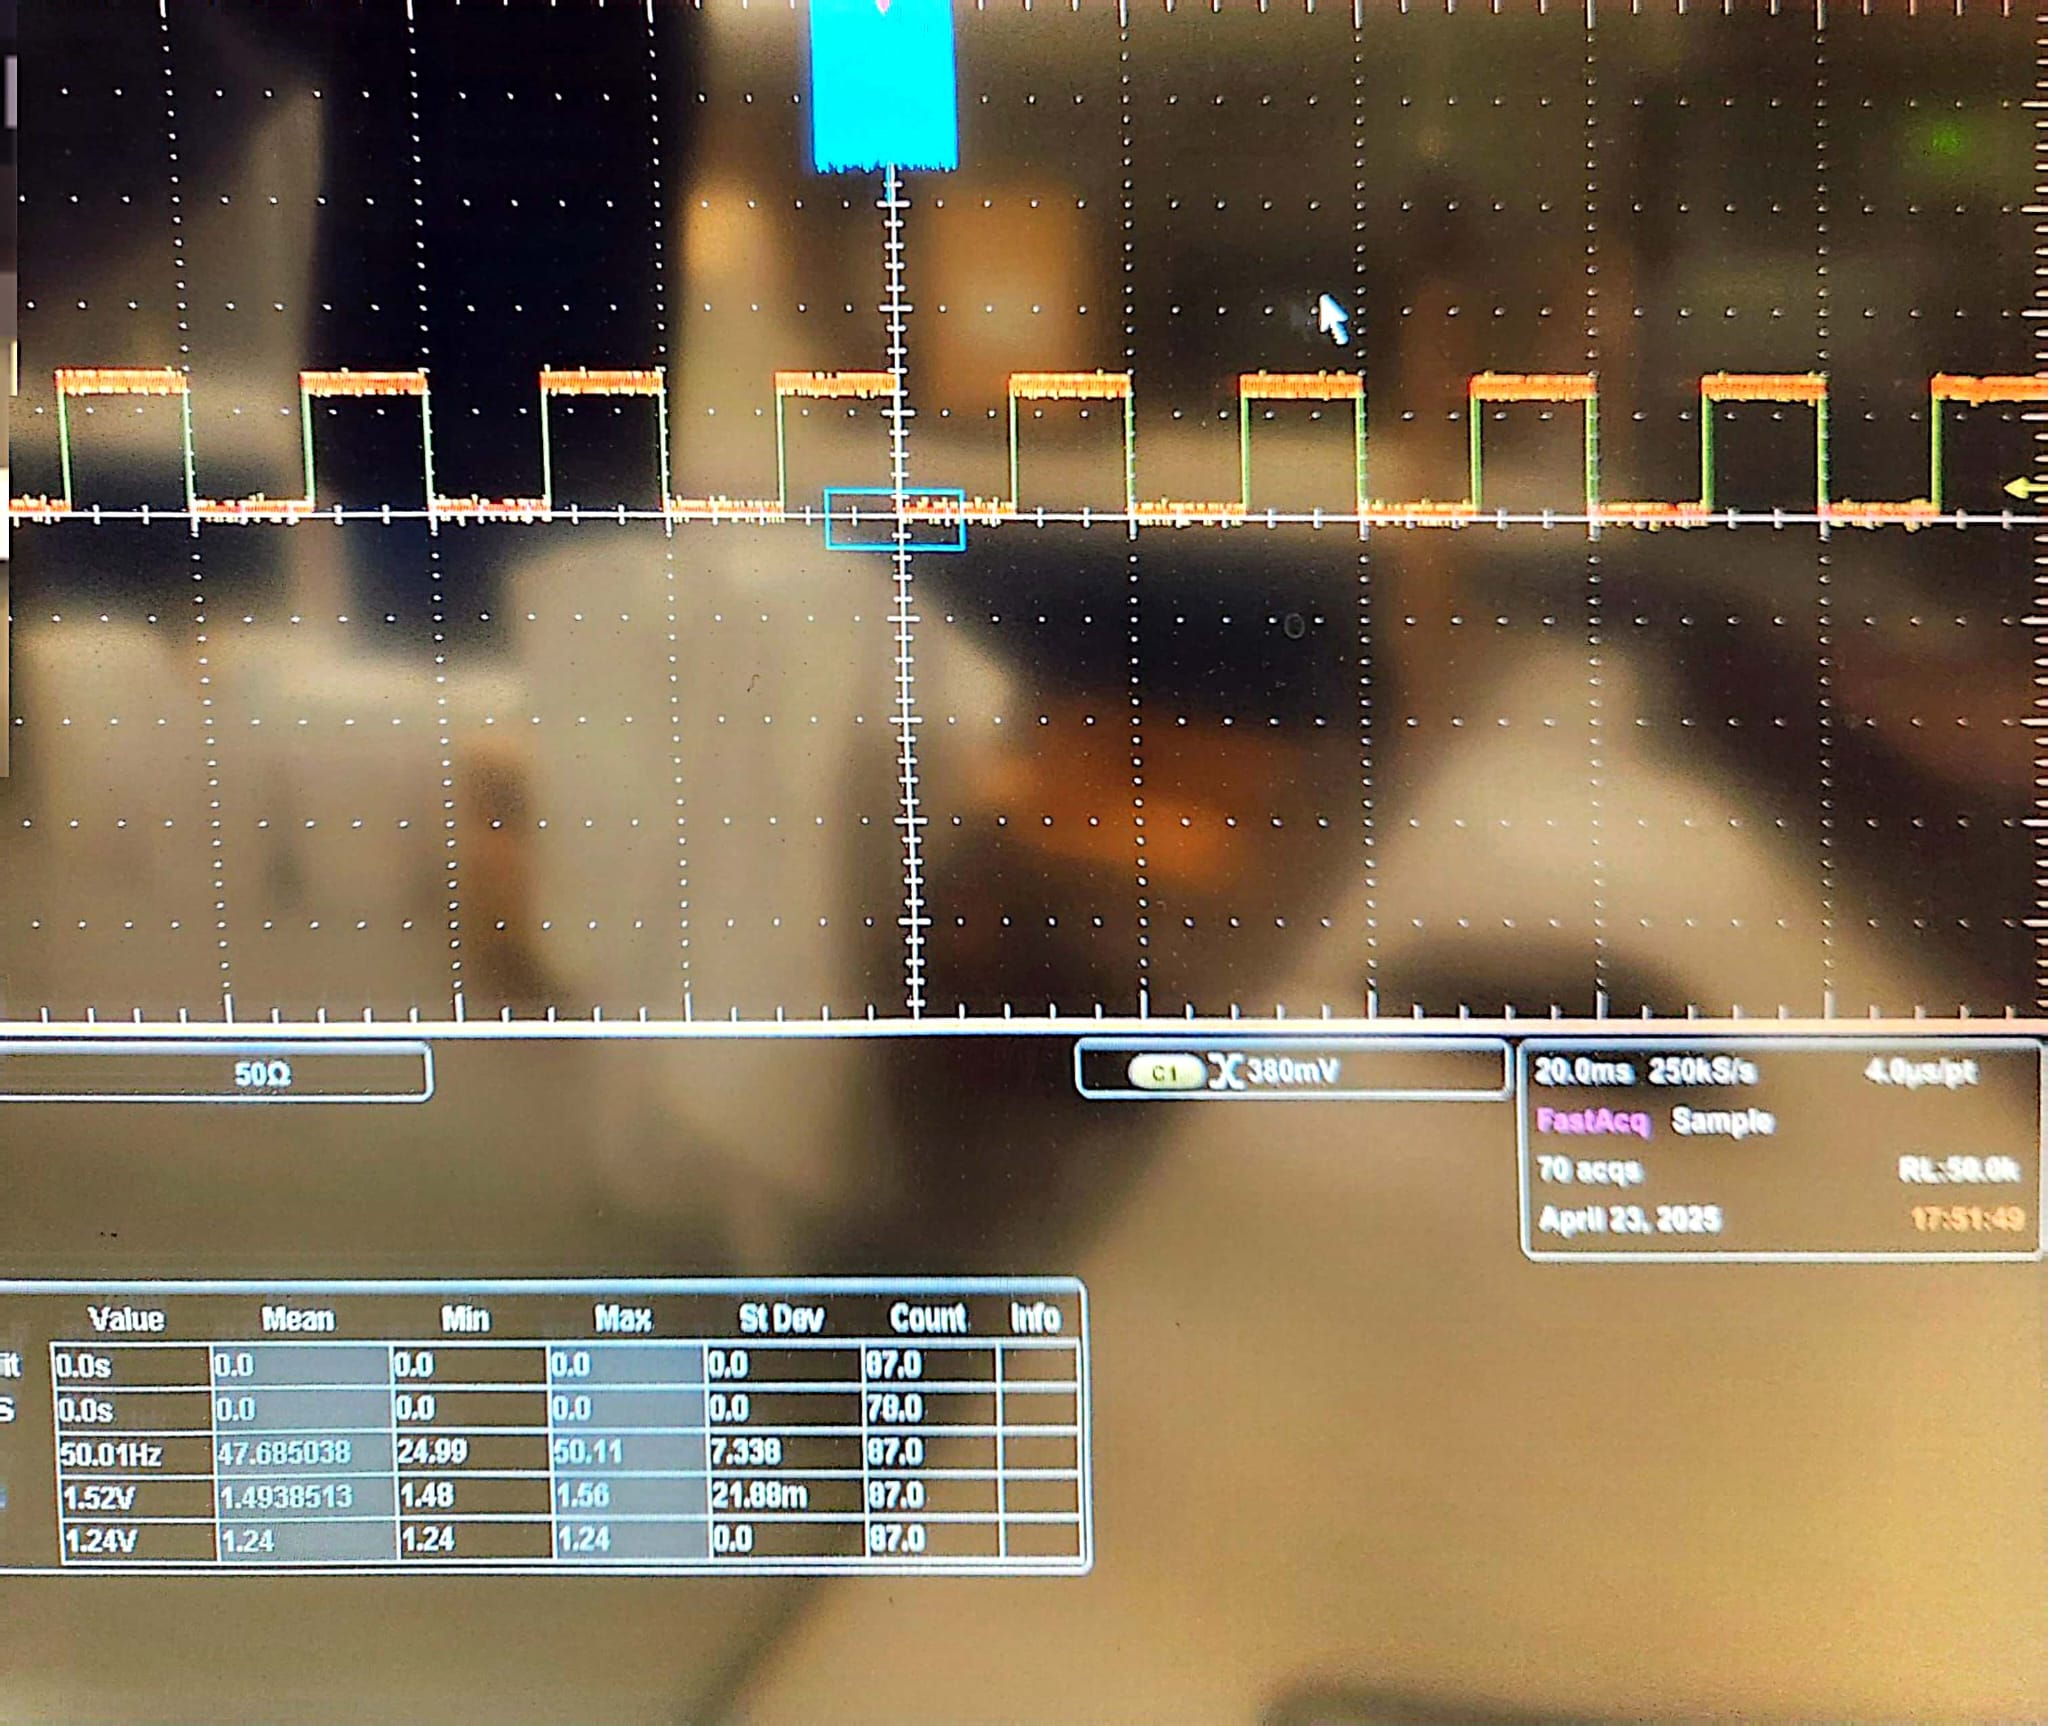 50Ω
C1 380mV
20.0ms 250kS/s 4.0µs/pt
FastAcq Sample
70 acqs RL:50.0k
April 23, 2025 17:51:49
Value Mean Min Max St Dev Count Info
it 0.0s 0.0 0.0 0.0 0.0 87.0
S 0.0s 0.0 0.0 0.0 0.0 78.0
50.01Hz 47.685038 24.99 50.11 7.338 87.0
1.52V 1.4938513 1.48 1.56 21.88m 87.0
1.24V 1.24 1.24 1.24 0.0 87.0